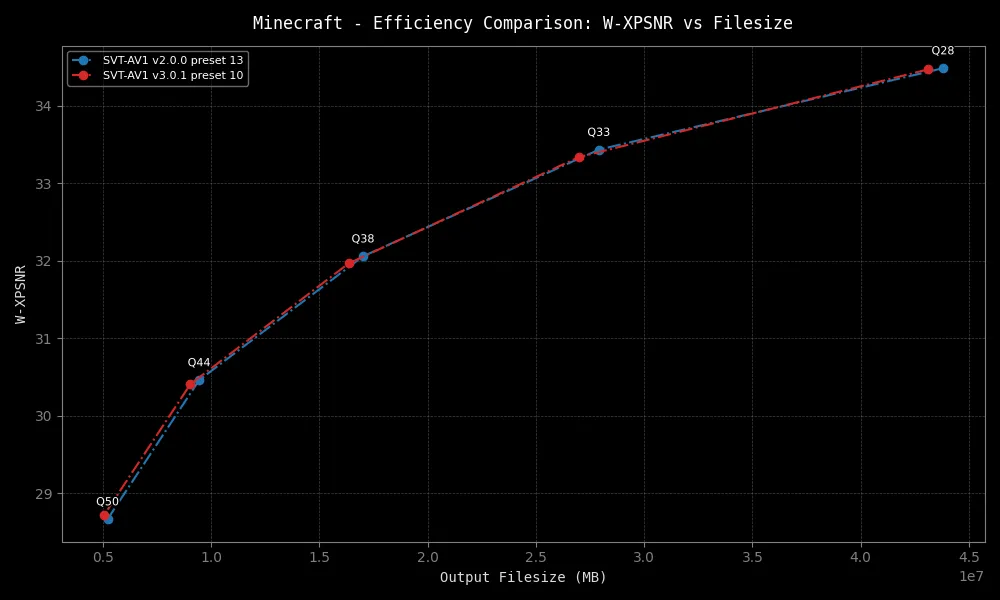 Minecraft - Efficiency Comparison: W-XPSNR vs Filesize
SVT-AV1 v2.0.0 preset 13
SVT-AV1 v3.0.1 preset 10
Q28
Q33
Q38
Q44
Q50
W-XPSNR
34
33
32
31
30
29
0.5 1.0 1.5 2.0 2.5 3.0 3.5 4.0 4.5
1e7
Output Filesize (MB)